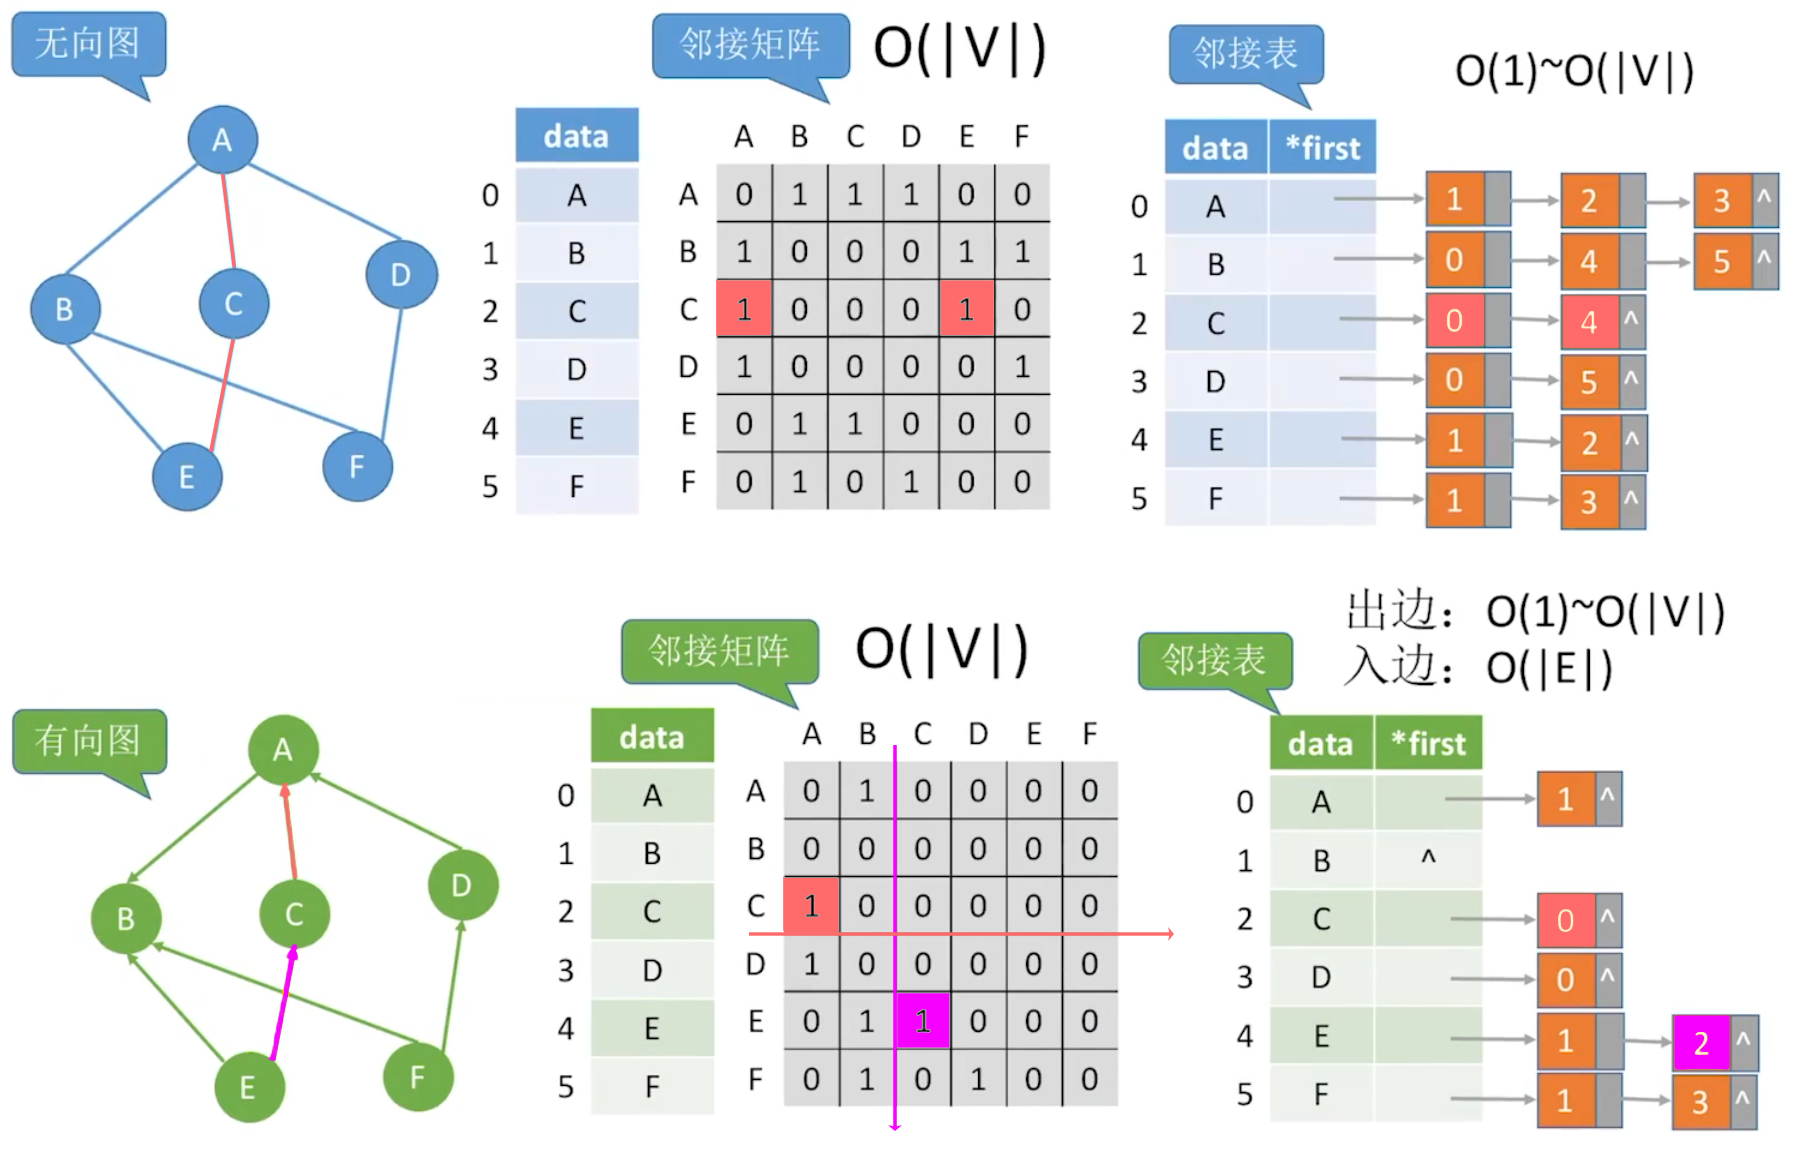 无向图
A
B
C
D
E
F
data
0 A
1 B
2 C
3 D
4 E
5 F
邻接矩阵 O(|V|)
A B C D E F
A 0 1 1 1 0 0
B 1 0 0 0 1 1
C 1 0 0 0 1 0
D 1 0 0 0 0 1
E 0 1 1 0 0 0
F 0 1 0 1 0 0
邻接表 O(1)~O(|V|)
data *first
0 A 1 2 3 ^
1 B 0 4 5 ^
2 C 0 4 ^
3 D 0 5 ^
4 E 1 2 ^
5 F 1 3 ^
有向图
A
B
C
D
E
F
data
0 A
1 B
2 C
3 D
4 E
5 F
邻接矩阵 O(|V|)
A B C D E F
A 0 1 0 0 0 0
B 0 0 0 0 0 0
C 1 0 0 0 0 0
D 1 0 0 0 0 0
E 0 1 1 0 0 0
F 0 1 0 1 0 0
出边：O(1)~O(|V|)
入边：O(|E|)
邻接表
data *first
0 A 1 ^
1 B ^
2 C 0 ^
3 D 0 ^
4 E 1 2 ^
5 F 1 3 ^